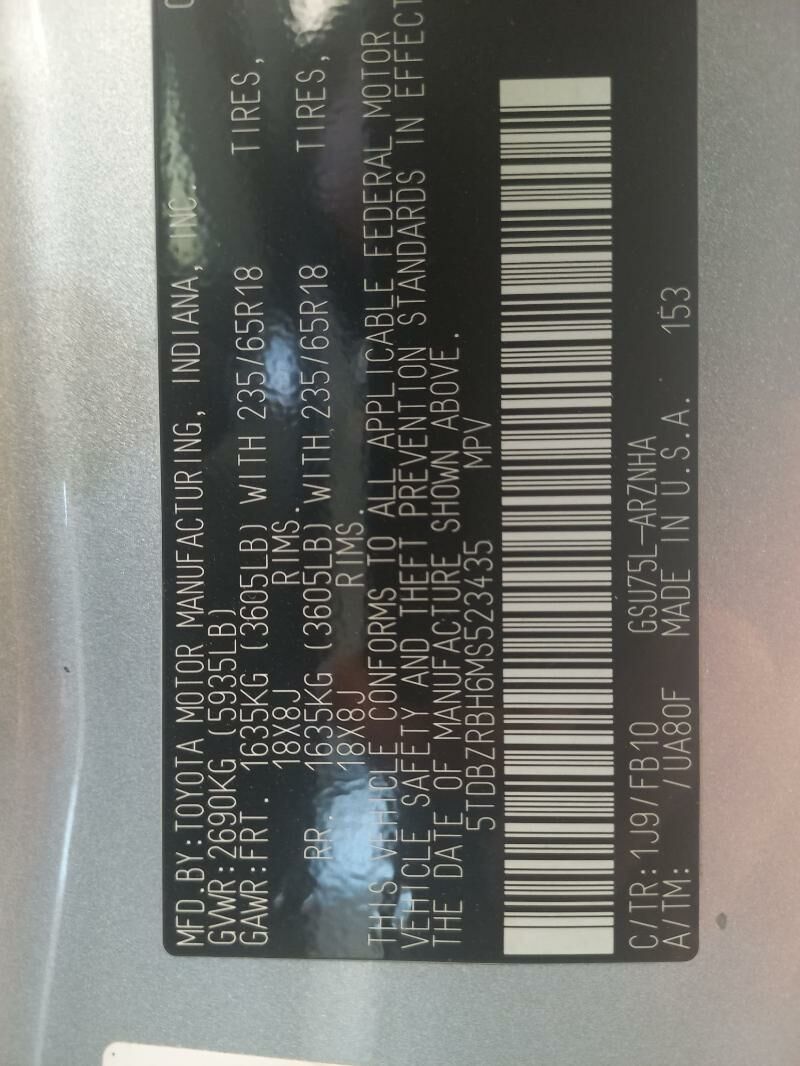 MFD.BY:TOYOTA MOTOR MANUFACTURING, INDIANA, INC.
GVWR:2690KG (5935LB)
GAWR:FRT. 1635KG (3605LB) WITH 235/65R18 TIRES,
18X8J RIMS.
RR. 1635KG (3605LB) WITH 235/65R18 TIRES,
18X8J RIMS.
THIS VEHICLE CONFORMS TO ALL APPLICABLE FEDERAL MOTOR
VEHICLE SAFETY AND THEFT PREVENTION STANDARDS IN EFFECT
THE DATE OF MANUFACTURE SHOWN ABOVE.
5TDBZRBH6MS523435 MPV
C/TR:1J9/FB10 GSU75L-ARZNHA
A/TM: /UA80F MADE IN U.S.A. 153